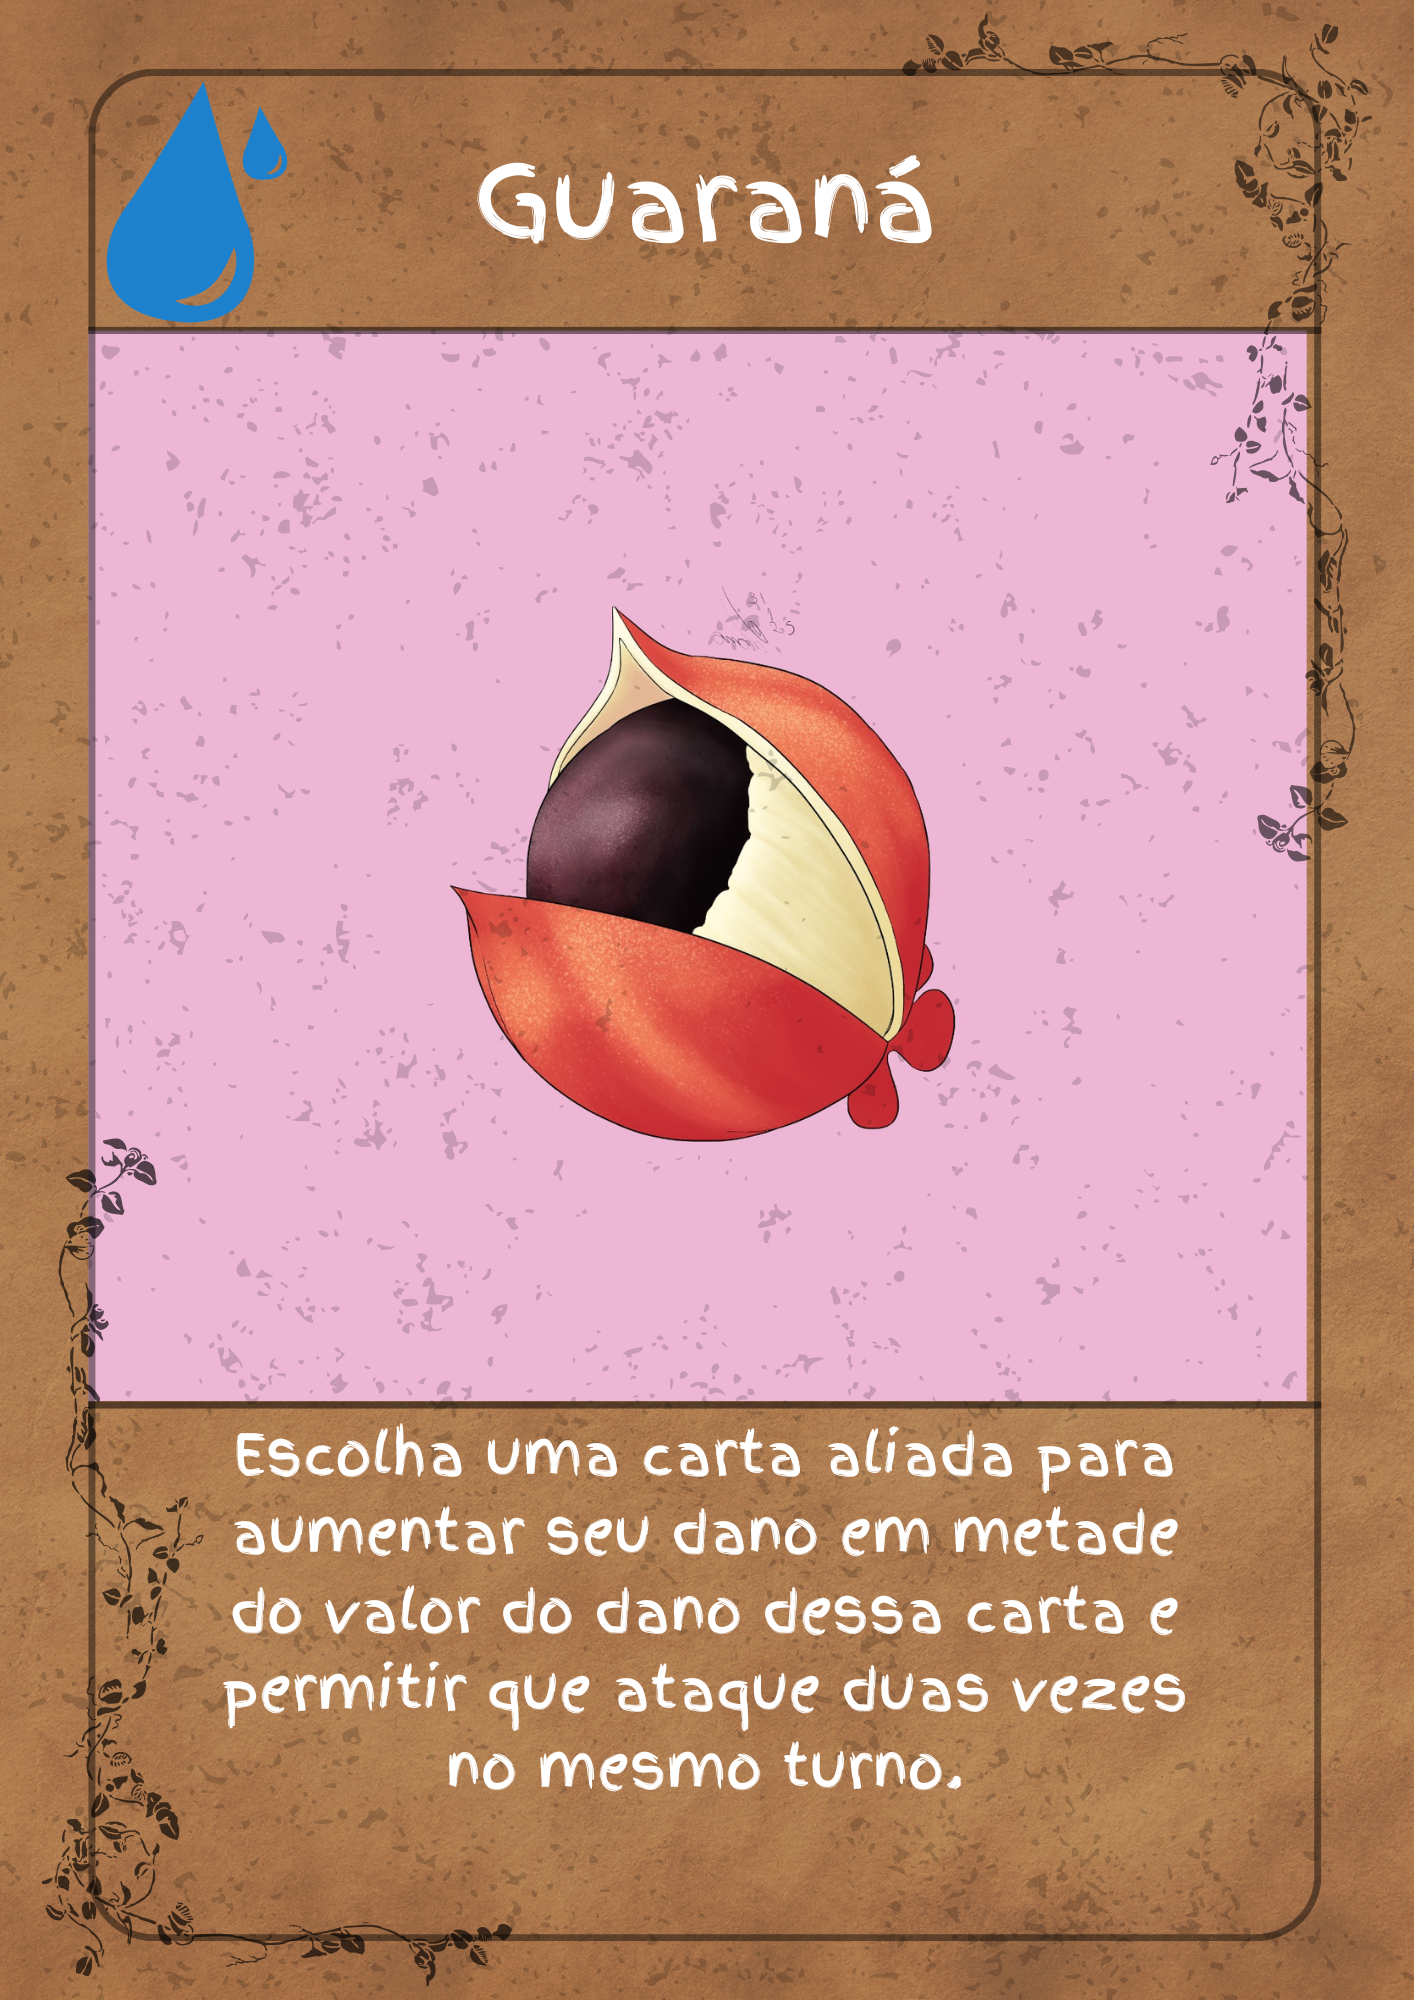 Guaraná
Escolha uma carta aliada para
aumentar seu dano em metade
do valor do dano dessa carta e
permitir que ataque duas vezes
no mesmo turno.